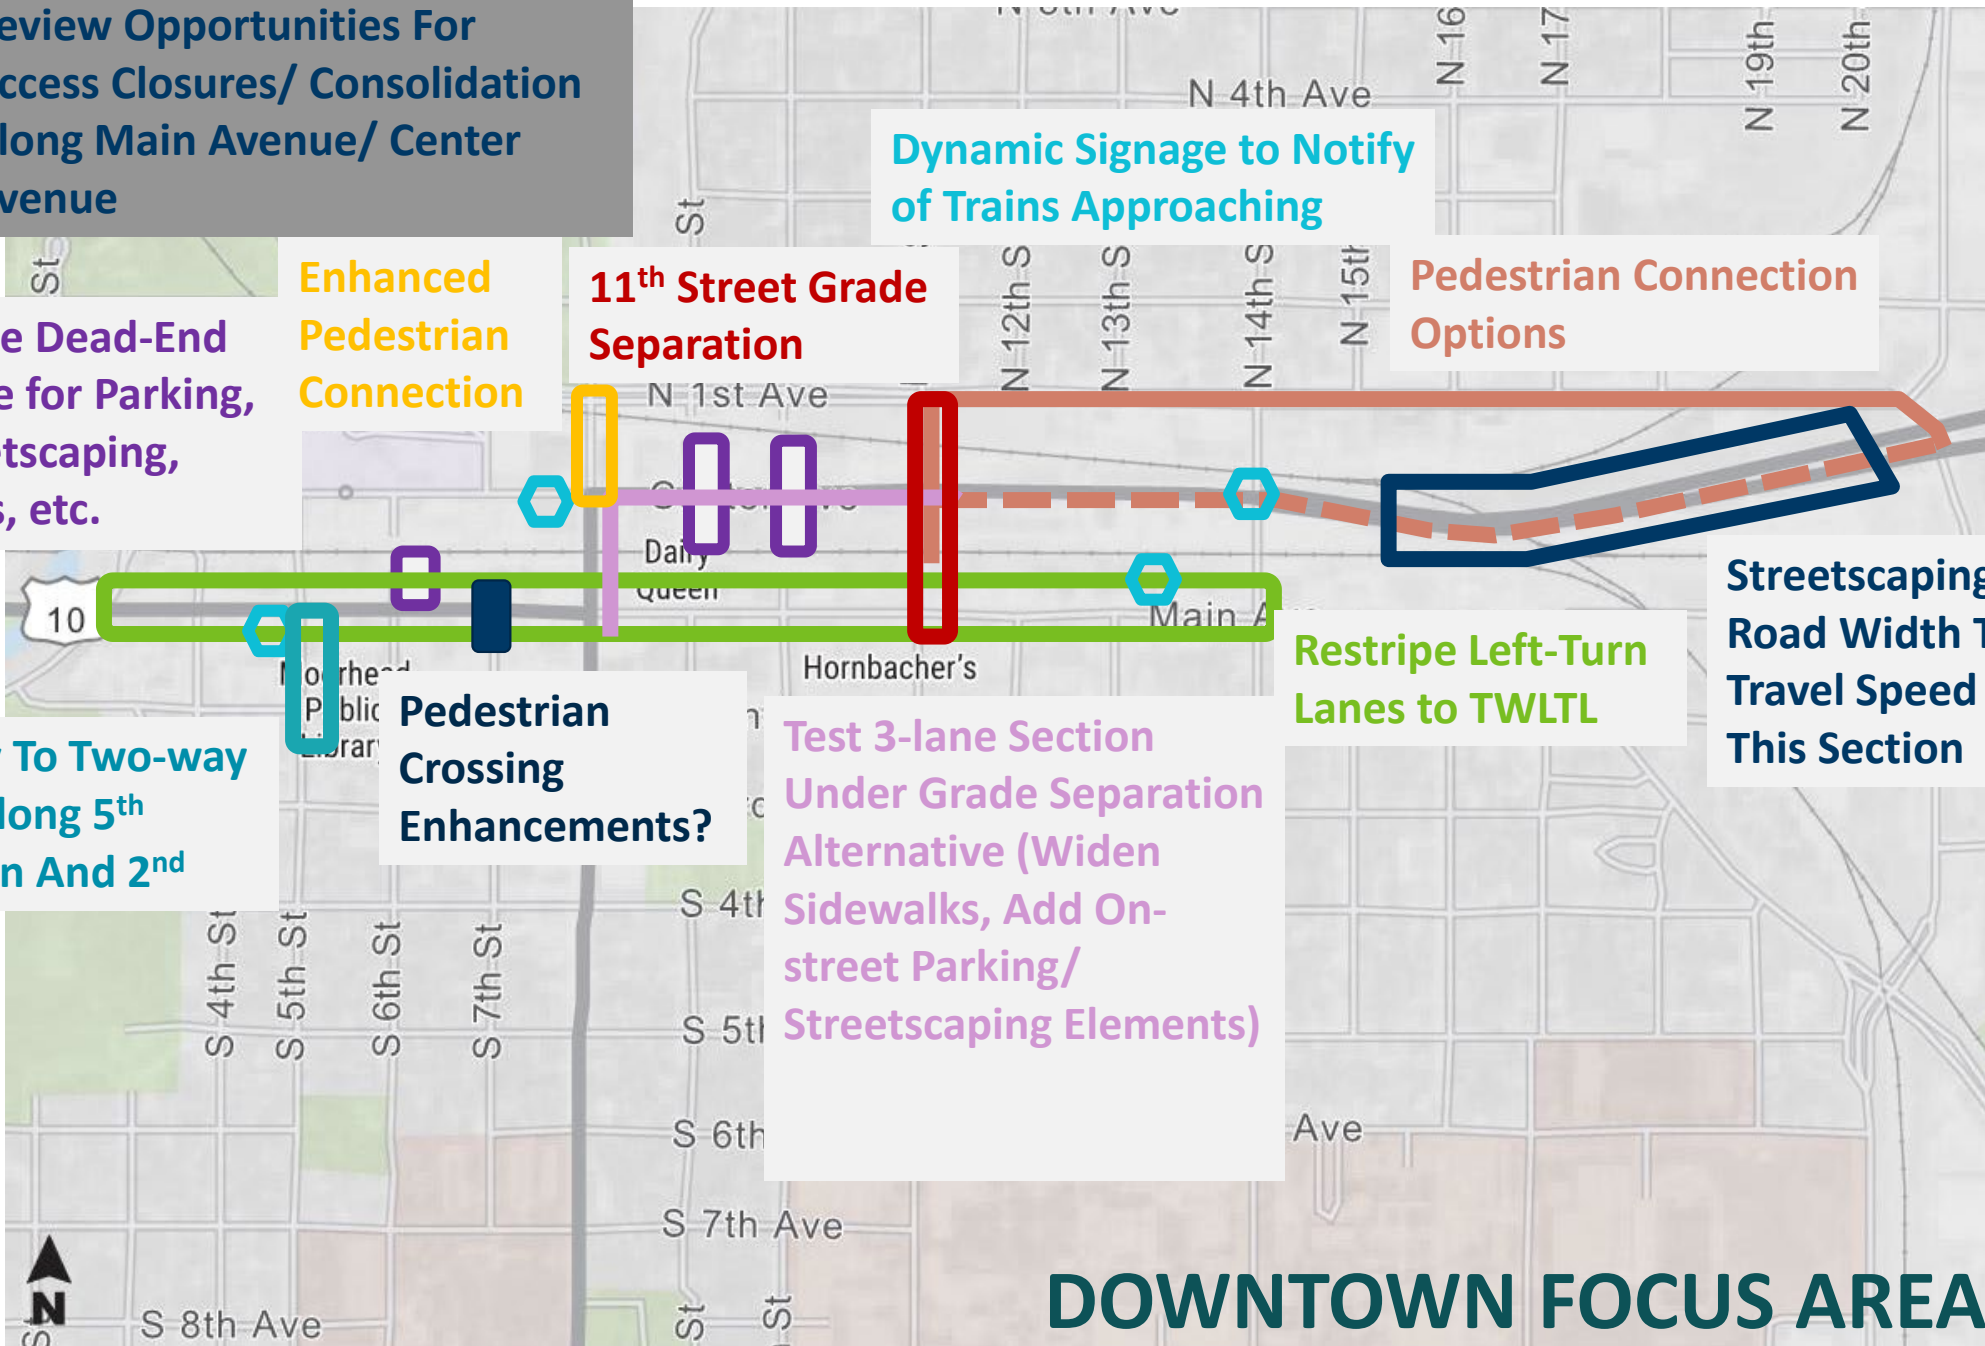 eview Opportunities For
ccess Closures/ Consolidation
long Main Avenue/ Center
venue
N 16
N 17
N 19th
N 20th
N 4th Ave
Dynamic Signage to Notify
of Trains Approaching
St
St
Enhanced
Pedestrian
Connection
11th Street Grade
Separation
N 12th S
N 13th S
N 14th S
N 15th
Pedestrian Connection
Options
e Dead-End
e for Parking,
etscaping,
s, etc.
N 1st Ave
Dairy
Queen
10
Main A
Hornbacher's
Moorhead
Public
Library
Pedestrian
Crossing
Enhancements?
Restripe Left-Turn
Lanes to TWLTL
Streetscaping
Road Width T
Travel Speed
This Section
To Two-way
long 5th
n And 2nd
Test 3-lane Section
Under Grade Separation
Alternative (Widen
Sidewalks, Add On-
street Parking/
Streetscaping Elements)
S 4th St
S 5th St
S 6th St
S 7th St
S 4th
S 5th
S 6th
Ave
S 7th Ave
N
S 8th Ave
St
St
DOWNTOWN FOCUS AREA